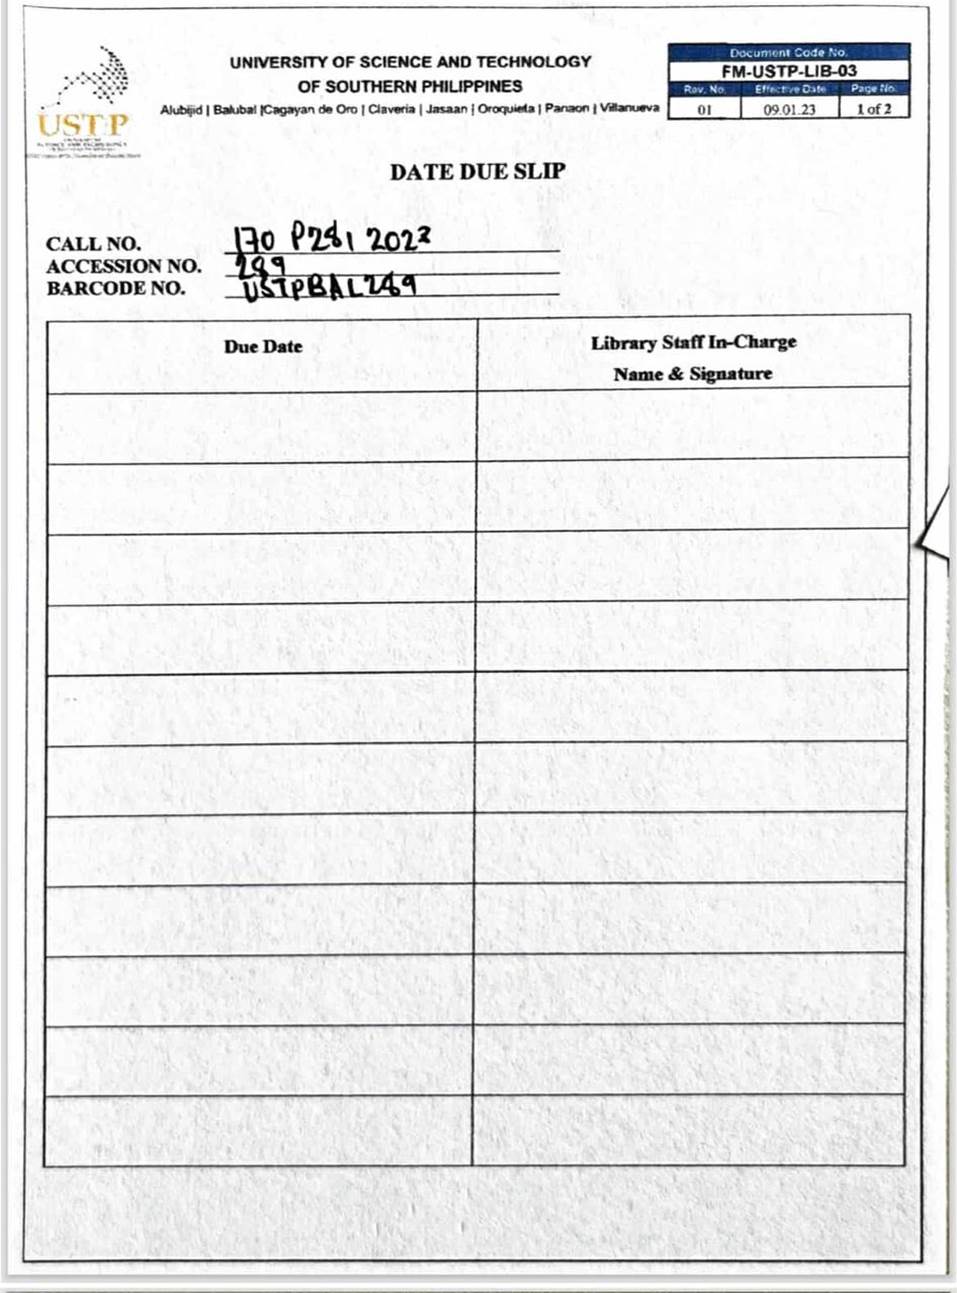 USTP
UNIVERSITY OF SCIENCE AND TECHNOLOGY
OF SOUTHERN PHILIPPINES
Alubijid | Balubal |Cagayan de Oro | Claveria | Jasaan | Oroquieta | Panaon | Villanueva
Document Code No.
FM-USTP-LIB-03
Rev. No. Effective Date Page No.
01 09.01.23 1 of 2
DATE DUE SLIP
CALL NO. 170 P281 2022
ACCESSION NO. 289
BARCODE NO. USTPBAL289
Due Date
Library Staff In-Charge
Name & Signature